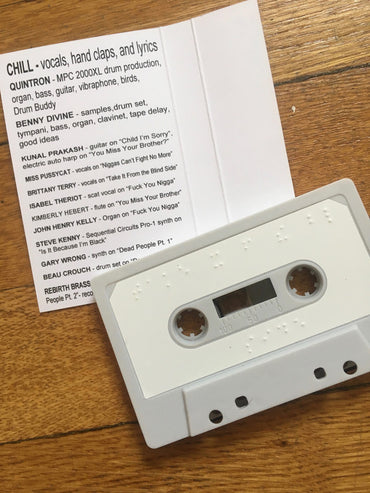 CHILL - vocals, hand claps, and lyrics
QUINTRON - MPC 2000XL drum production,
organ, bass, guitar, vibraphone, birds,
Drum Buddy
BENNY DIVINE - samples,drum set,
tympani, bass, organ, clavinet, tape delay,
good ideas
KUNAL PRAKASH - guitar on "Child I'm Sorry".
electric auto harp on "You Miss Your Brother?"
MISS PUSSYCAT - vocals on "Niggas Can't Fight No More"
BRITTANY TERRY - vocals on "Take It From the Blind Side"
ISABEL THERIOT - scat vocal on "Fuck You Nigga"
KIMBERLY HEBERT - flute on "You Miss Your Brother"
JOHN HENRY KELLY - Organ on "Fuck You Nigga"
STEVE KENNY - Sequential Circuits Pro-1 synth on
"Is It Because I'm Black"
GARY WRONG - synth on "Dead People Pt. 1"
BEAU CROUCH - drum set on
REBIRTH BRASS
People Pt. 2"- reco
100 50 0